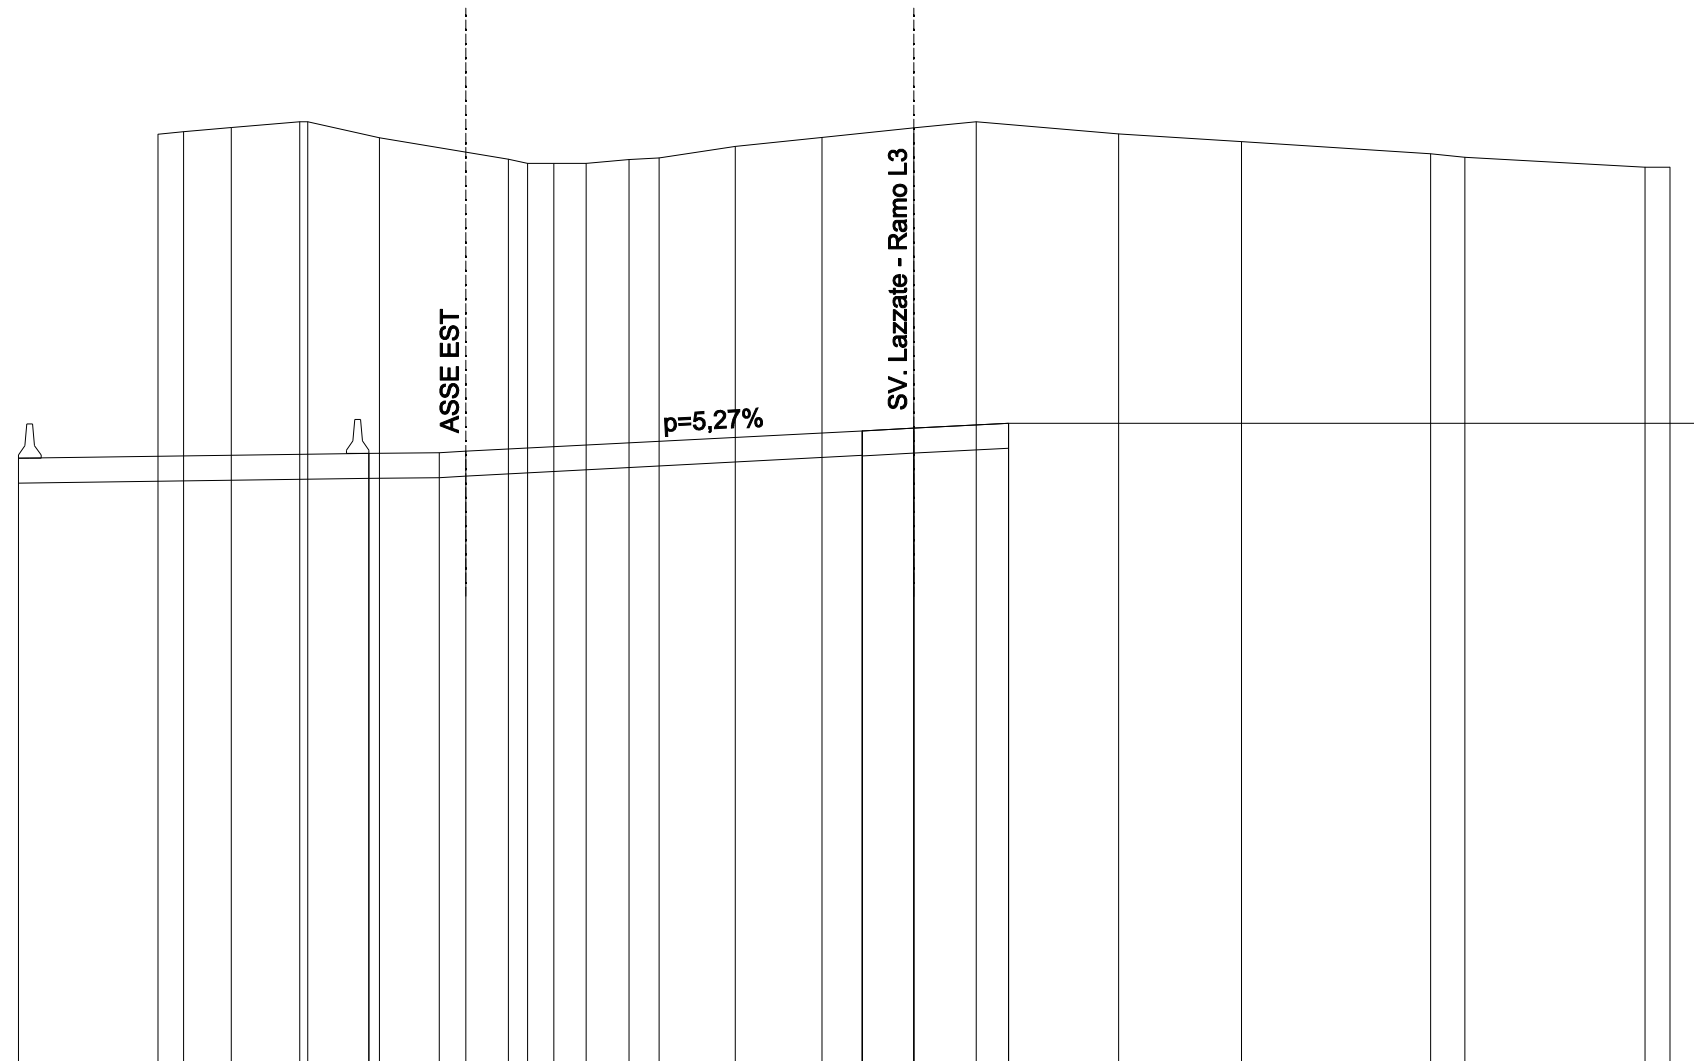 ASSE EST
p=5,27%
SV. Lazzate - Ramo L3